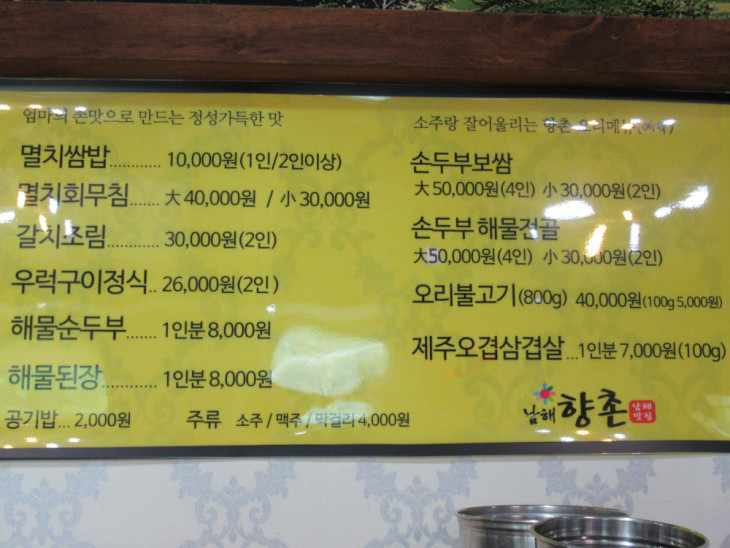 엄마의 손맛으로 만드는 정성가득한 맛
멸치쌈밥............ 10,000원(1인/2인이상)
멸치회무침....... 大 40,000원 / 小 30,000원
갈치조림............ 30,000원(2인)
우럭구이정식.. 26,000원(2인)
해물순두부....... 1인분 8,000원
해물된장............. 1인분 8,000원
공기밥... 2,000원 주류 소주 / 맥주 / 막걸리 4,000원
소주랑 잘어울리는 향촌
손두부보쌈
大 50,000원(4인) 小 30,000원(2인)
손두부 해물전골
大50,000원(4인) 小 30,000원(2인)
오리불고기(800g) 40,000원(100g 5,000원)
제주오겹삼겹살 ...1인분 7,000원(100g)
남해 향촌 남해
맛집